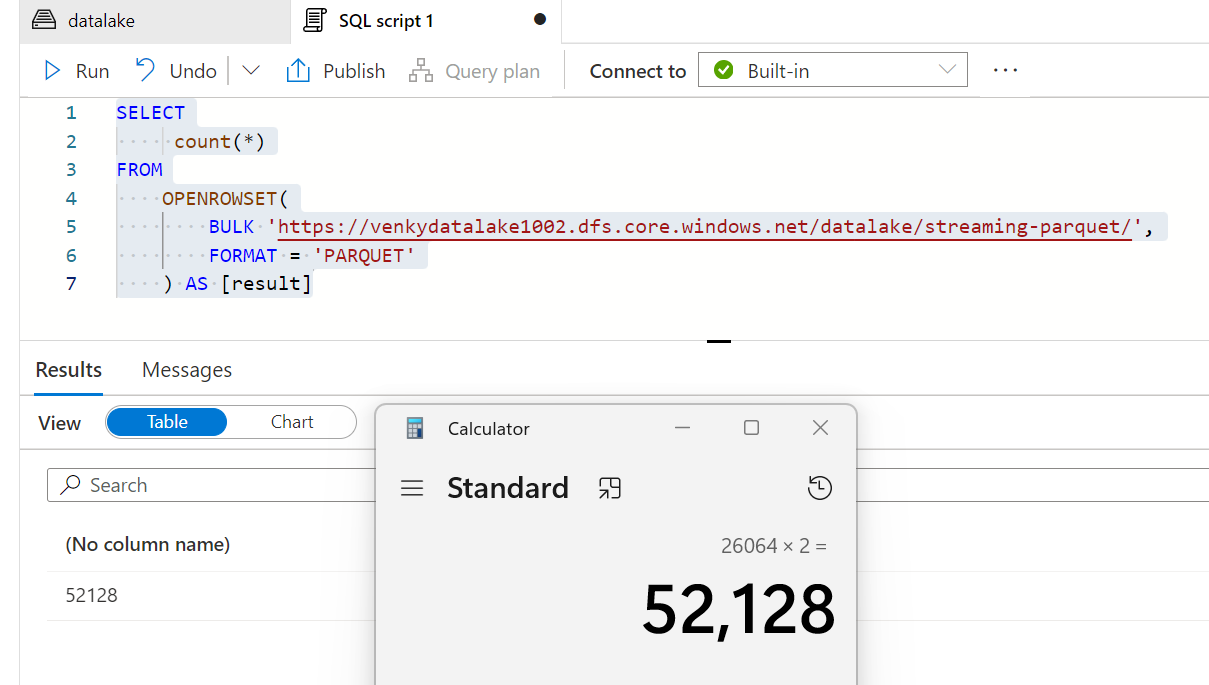 datalake
SQL script 1
Run
Undo
Publish
Query plan
Connect to
Built-in
1 SELECT
2 count(*)
3 FROM
4 OPENROWSET(
5 BULK 'https://venkydatalake1002.dfs.core.windows.net/datalake/streaming-parquet/',
6 FORMAT = 'PARQUET'
7 ) AS [result]
Results
Messages
View
Table
Chart
Calculator
Standard
Search
26064 × 2 =
52,128
(No column name)
52128